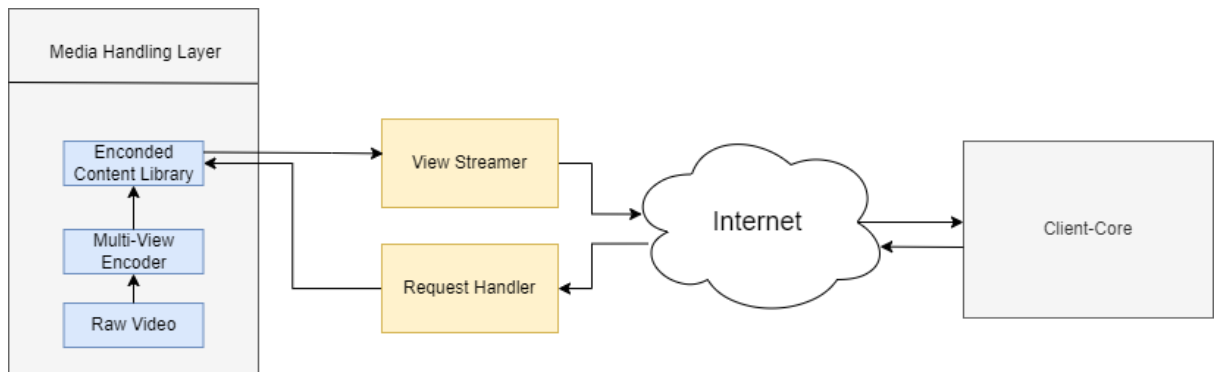 Media Handling Layer
Enconded
Content Library
Multi-View
Encoder
Raw Video
View Streamer
Request Handler
Internet
Client-Core